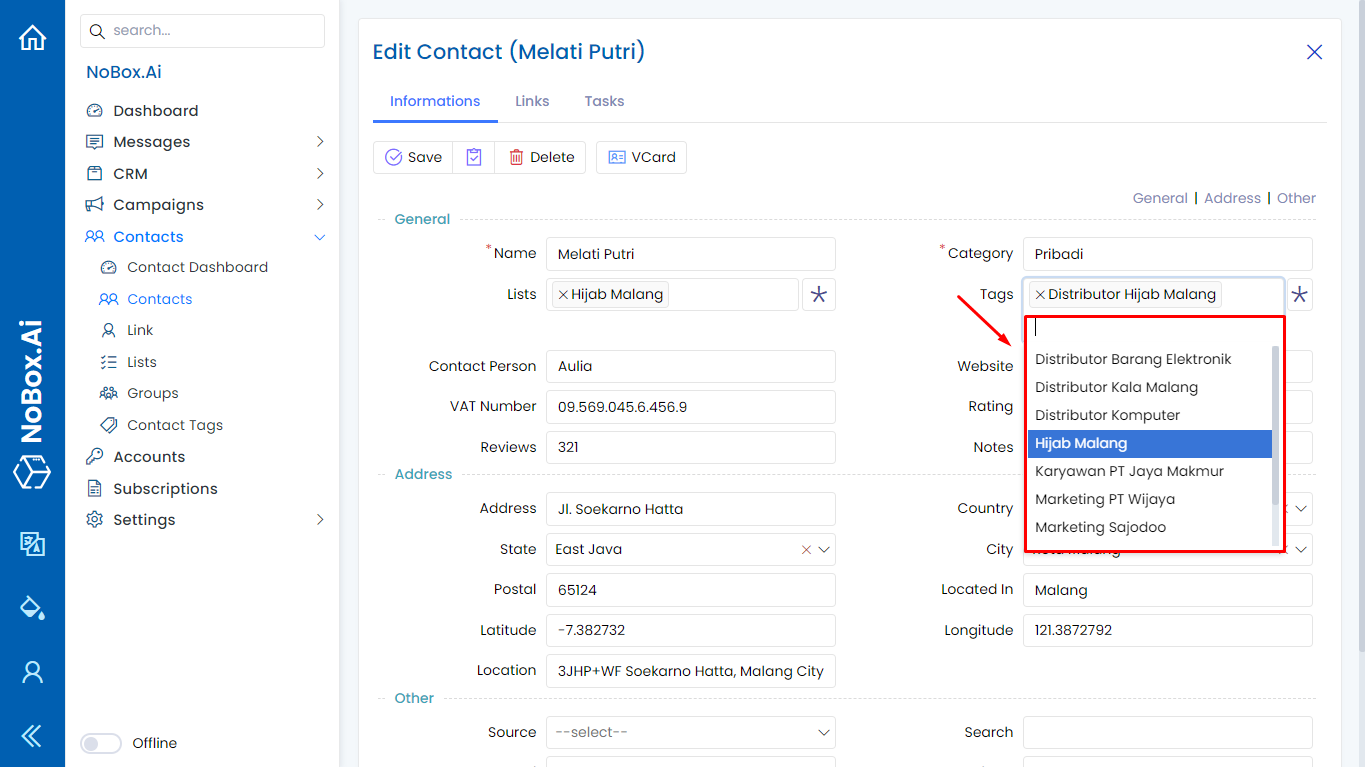 NoBox.Ai
search...
NoBox.Ai
Dashboard
Messages
CRM
Campaigns
Contacts
Contact Dashboard
Contacts
Link
Lists
Groups
Contact Tags
Accounts
Subscriptions
Settings
Offline
Edit Contact (Melati Putri)
Informations Links Tasks
Save Delete VCard
General | Address | Other
General
*Name Melati Putri
*Category Pribadi
Lists ×Hijab Malang
Tags ×Distributor Hijab Malang
Distributor Barang Elektronik
Distributor Kala Malang
Distributor Komputer
Hijab Malang
Karyawan PT Jaya Makmur
Marketing PT Wijaya
Marketing Sajodoo
Contact Person Aulia
Website
VAT Number 09.569.045.6.456.9
Rating
Reviews 321
Notes
Address
Address Jl. Soekarno Hatta
Country
State East Java
City
Postal 65124
Located In Malang
Latitude -7.382732
Longitude 121.3872792
Location 3JHP+WF Soekarno Hatta, Malang City
Other
Source --select--
Search